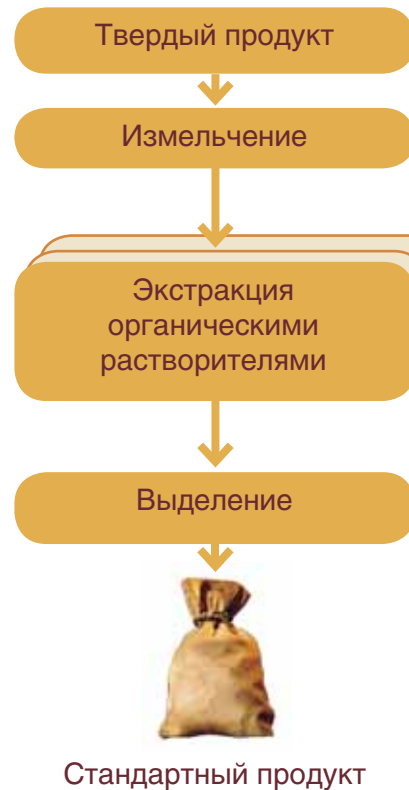 Твердый продукт
Измельчение
Экстракция
органическими
растворителями
Выделение
Стандартный продукт